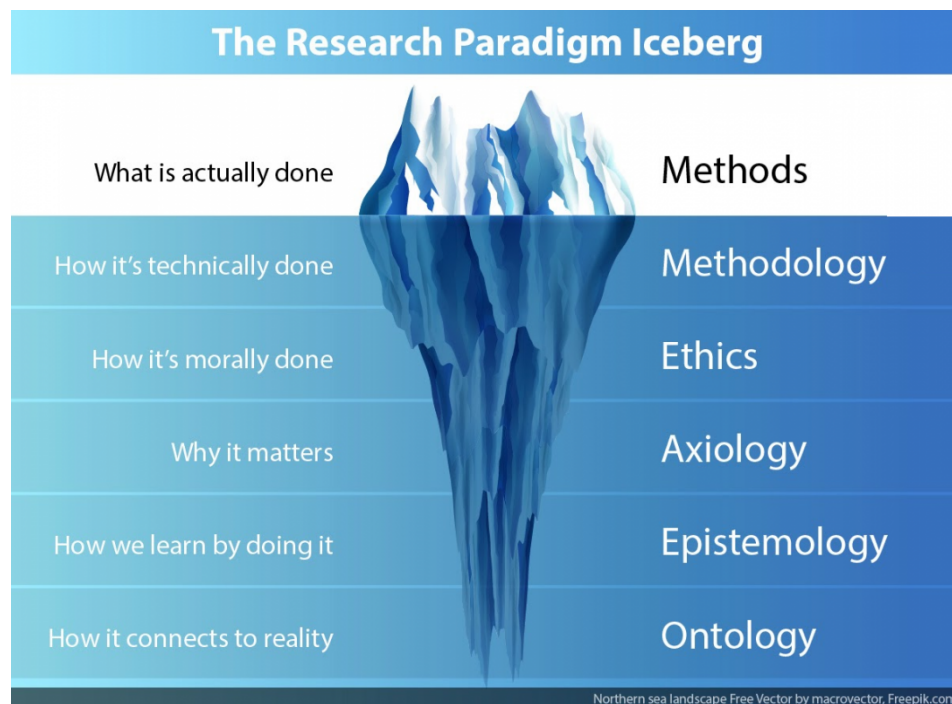 The Research Paradigm Iceberg
What is actually done
Methods
How it's technically done
Methodology
How it's morally done
Ethics
Why it matters
Axiology
How we learn by doing it
Epistemology
How it connects to reality
Ontology
Northern sea landscape Free Vector by macrovector, Freepik.com